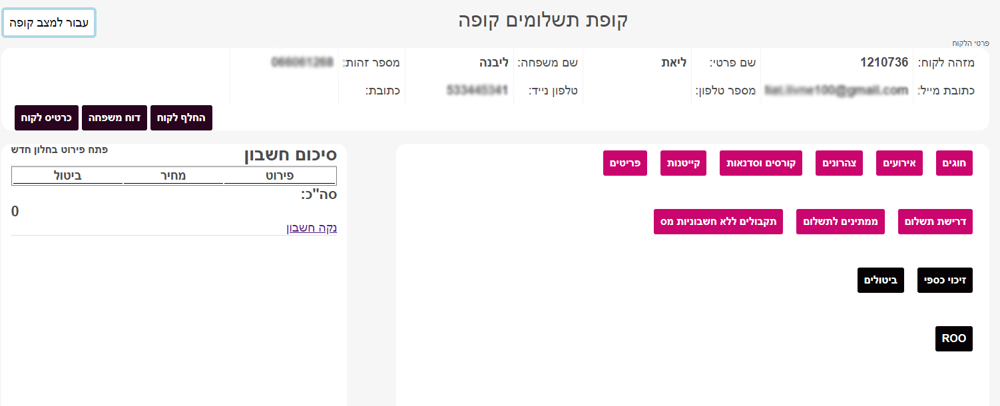 עבור למצב קופה
קופת תשלומים קופה
פרטי הלקוח
מזהה לקוח: 1210736 שם פרטי: ליאת שם משפחה: ליבנה מספר זהות:
כתובת מייל: מספר טלפון: טלפון נייד: כתובת:
החלף לקוח דוח משפחה כרטיס לקוח
חוגים אירועים צהרונים קורסים וסדנאות קייטנות פריטים
דרישת תשלום ממתינים לתשלום תקבולים ללא חשבוניות מס
זיכוי כספי ביטולים
ROO
סיכום חשבון פתח פירוט בחלון חדש
פירוט מחיר ביטול
סה"כ:
0
נקה חשבון